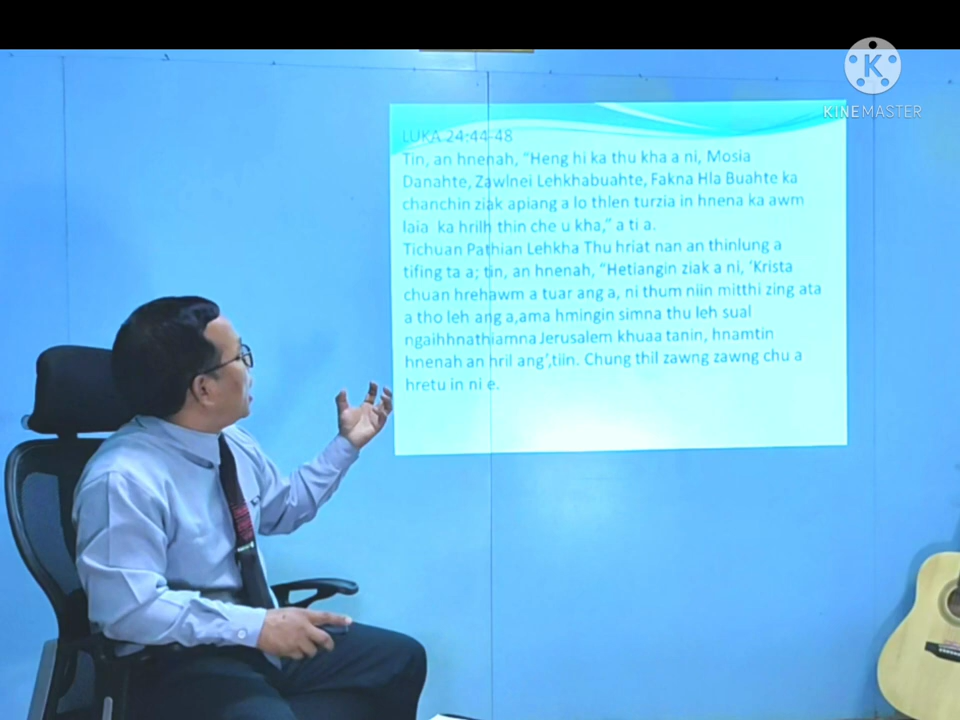 KINEMASTER
LUKA 24:44-48
Tin, an hnenah, “Heng hi ka thu kha a ni, Mosia
Danahte, Zawlnei Lehkhabuahte, Fakna Hla Buahte ka
chanchin ziak apiang a lo thlen turzia in hnena ka awm
laia ka hrilh thin che u kha,” a ti a.
Tichuan Pathian Lehkha Thu hriat nan an thinlung a
tifing ta a; tin, an hnenah, “Hetiangin ziak a ni, ‘Krista
chuan hrehawm a tuar ang a, ni thum niin mitthi zing ata
a tho leh ang a,ama hmingin simna thu leh sual
ngaihhnathiamna Jerusalem khuaa tanin, hnamtin
hnenah an hril ang’,tiin. Chung thil zawng zawng chu a
hretu in ni e.